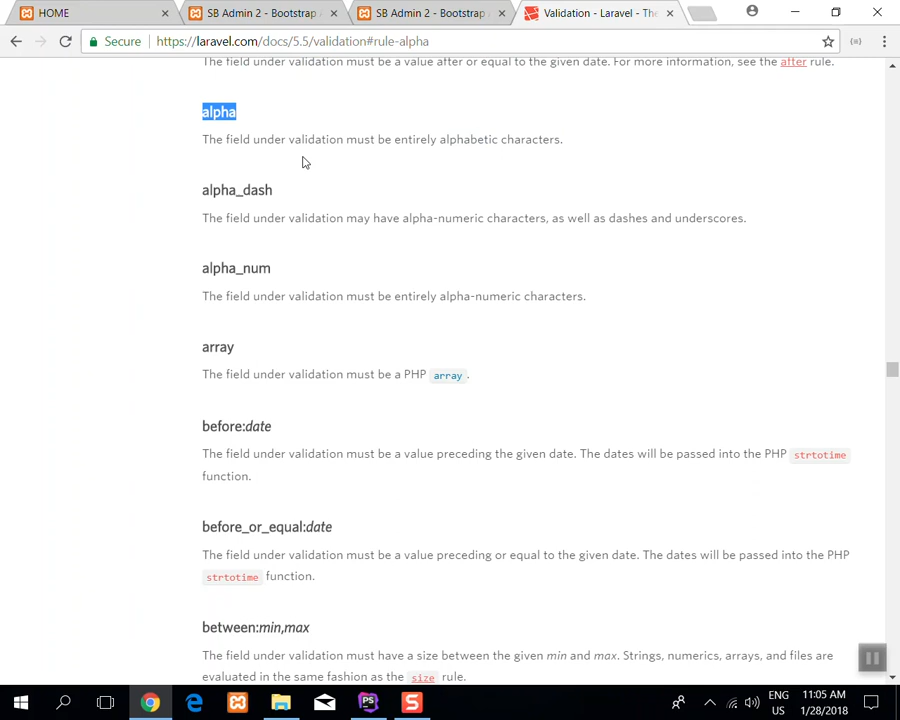 HOME
SB Admin 2 - Bootstrap
SB Admin 2 - Bootstrap
Validation - Laravel - The
Secure
https://laravel.com/docs/5.5/validation#rule-alpha
The field under validation must be a value after or equal to the given date. For more information, see the after rule.
alpha
The field under validation must be entirely alphabetic characters.
alpha_dash
The field under validation may have alpha-numeric characters, as well as dashes and underscores.
alpha_num
The field under validation must be entirely alpha-numeric characters.
array
The field under validation must be a PHP array.
before:date
The field under validation must be a value preceding the given date. The dates will be passed into the PHP strtotime
function.
before_or_equal:date
The field under validation must be a value preceding or equal to the given date. The dates will be passed into the PHP
strtotime function.
between:min,max
The field under validation must have a size between the given min and max. Strings, numerics, arrays, and files are
evaluated in the same fashion as the size rule.
PS
S
ENG
US
11:05 AM
1/28/2018